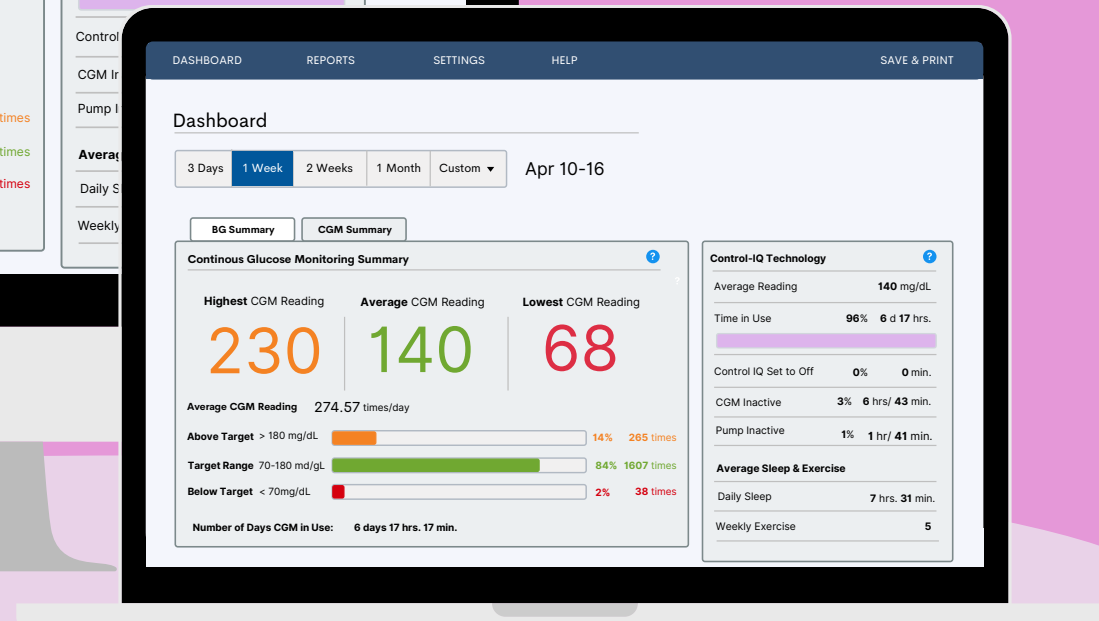 DASHBOARD REPORTS SETTINGS HELP SAVE & PRINT
Dashboard
3 Days 1 Week 2 Weeks 1 Month Custom Apr 10-16
BG Summary CGM Summary
Continous Glucose Monitoring Summary ?
?
Highest CGM Reading Average CGM Reading Lowest CGM Reading
230 140 68
Average CGM Reading 274.57 times/day
Above Target > 180 mg/dL 14% 265 times
Target Range 70-180 md/gL 84% 1607 times
Below Target < 70mg/dL 2% 38 times
Number of Days CGM in Use: 6 days 17 hrs. 17 min.
Control-IQ Technology ?
Average Reading 140 mg/dL
Time in Use 96% 6 d 17 hrs.
Control IQ Set to Off 0% 0 min.
CGM Inactive 3% 6 hrs/ 43 min.
Pump Inactive 1% 1 hr/ 41 min.
Average Sleep & Exercise
Daily Sleep 7 hrs. 31 min.
Weekly Exercise 5
Control
CGM
Pump
times
times
times
Daily
Weekly